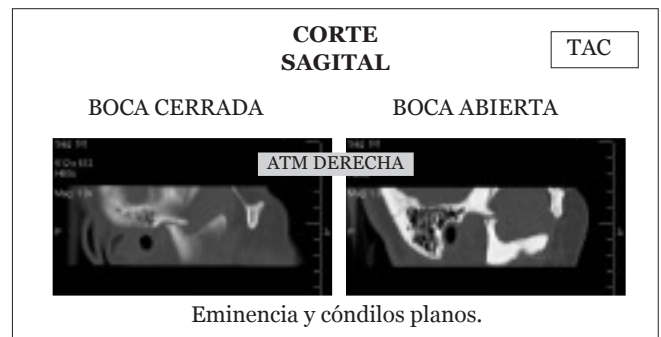 CORTE
SAGITAL
TAC
BOCA CERRADA
BOCA ABIERTA
ATM DERECHA
Eminencia y cóndilos planos.